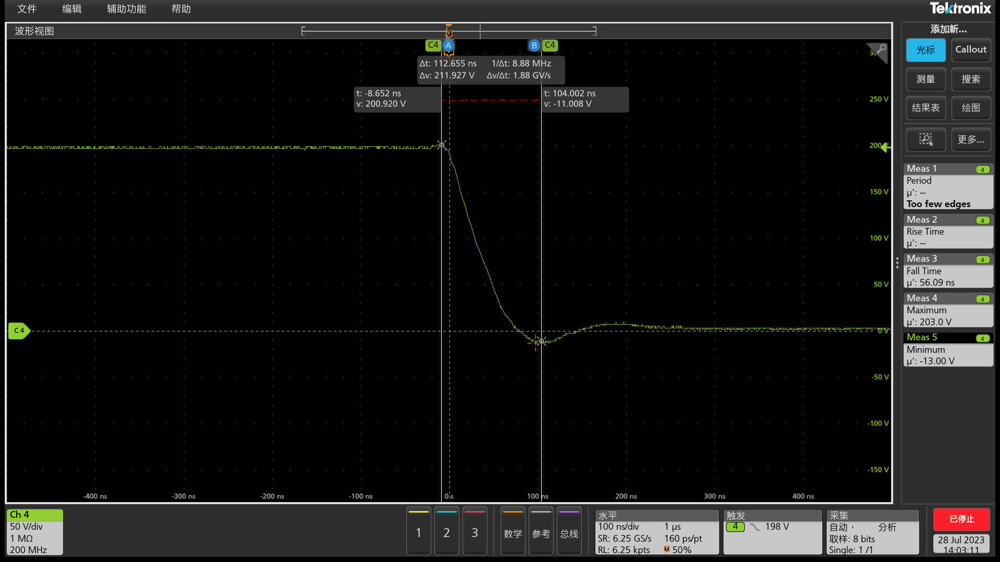 文件 编辑 辅助功能 帮助
Tektronix
波形视图
添加新...
光标 Callout
测量 搜索
结果表 绘图
更多...
C4 A B C4
Δt: 112.655 ns 1/Δt: 8.88 MHz
Δv: 211.927 V Δv/Δt: 1.88 GV/s
t: -8.652 ns
v: 200.920 V
t: 104.002 ns
v: -11.008 V
250 V
200
150 V
100 V
50 V
0 V
-50 V
-100 V
-150 V
C4
-400 ns -300 ns -200 ns -100 ns 0 s 100 ns 200 ns 300 ns 400 ns
Meas 1 4
Period
μ': --
Too few edges
Meas 2 4
Rise Time
μ': --
Meas 3 4
Fall Time
μ': 56.09 ns
Meas 4 4
Maximum
μ': 203.0 V
Meas 5 4
Minimum
μ': -13.00 V
Ch 4
50 V/div
1 MΩ
200 MHz
1 2 3 数学 参考 总线
水平
100 ns/div 1 μs
SR: 6.25 GS/s 160 ps/pt
RL: 6.25 kpts T 50%
触发
4 198 V
采集
自动, 分析
取样: 8 bits
Single: 1 /1
已停止
28 Jul 2023
14:03:11